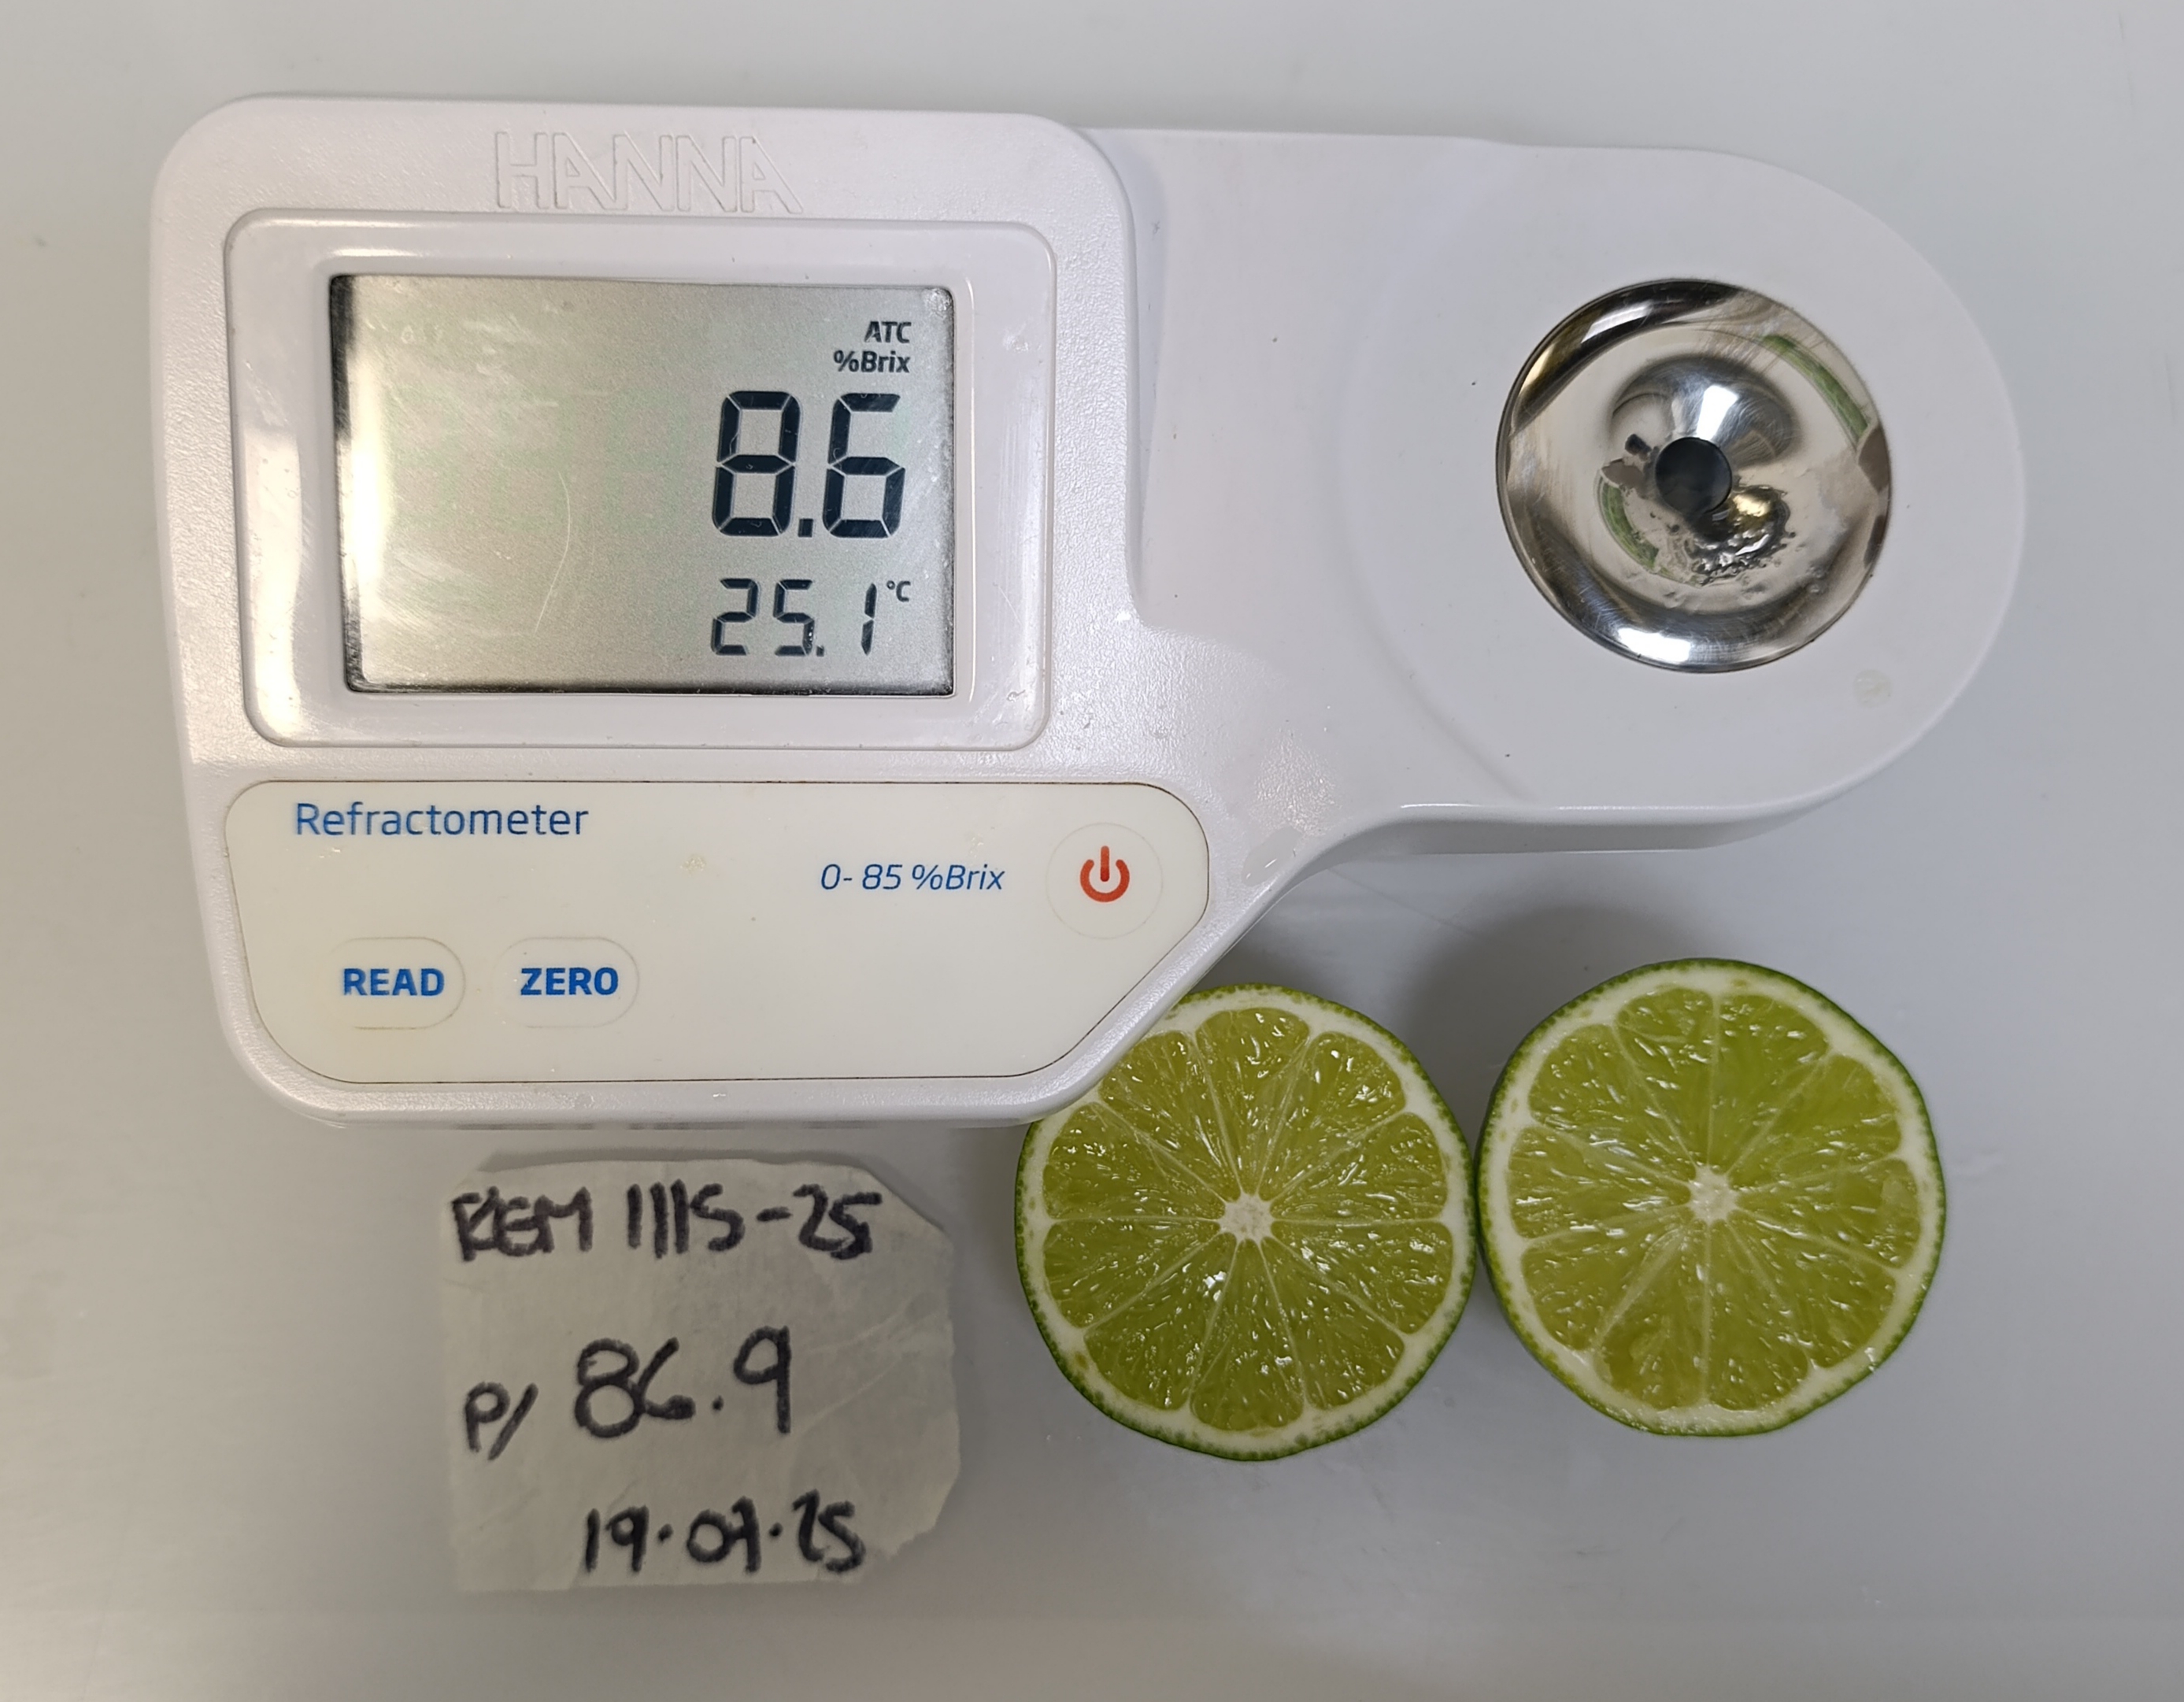 HANNA
ATC
%Brix
8.6
25.1 °C
Refractometer
0-85 %Brix
READ
ZERO
REM 1115-25
P/ 86.9
19.07.25